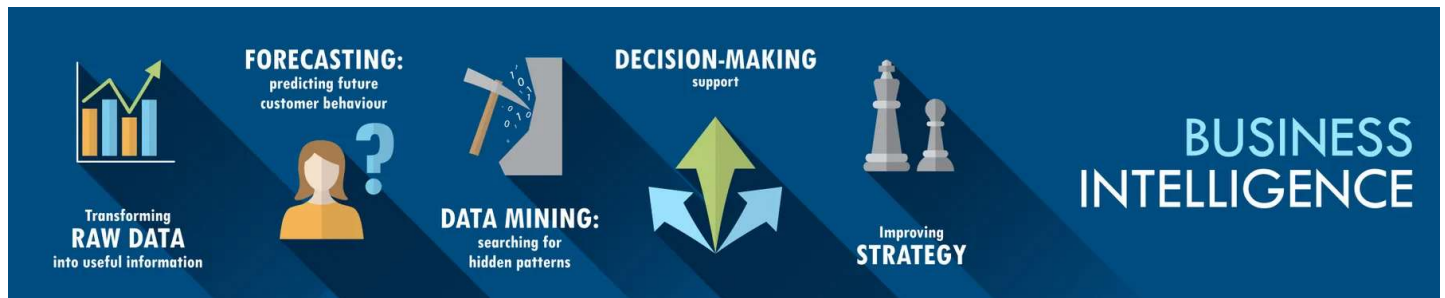 Transforming
RAW DATA
into useful information
FORECASTING:
predicting future
customer behaviour
?
DATA MINING:
searching for
hidden patterns
DECISION-MAKING
support
Improving
STRATEGY
BUSINESS
INTELLIGENCE